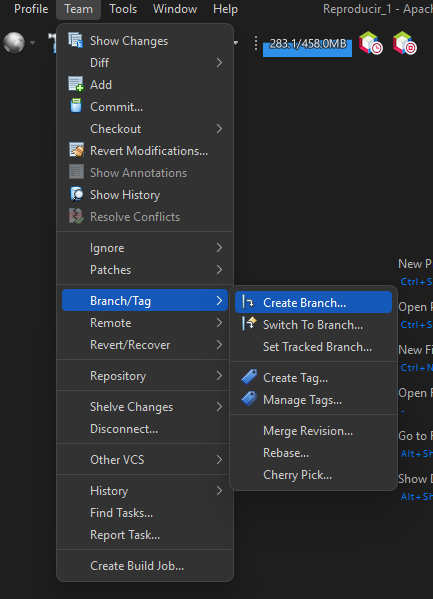 Profile Team Tools Window Help Reproducir_1 - Apac
283.1/458.0MB
Show Changes
Diff
Add
Commit...
Checkout
Revert Modifications...
Show Annotations
Show History
Resolve Conflicts
Ignore
Patches
Branch/Tag
Remote
Revert/Recover
Repository
Shelve Changes
Disconnect...
Other VCS
History
Find Tasks...
Report Task...
Create Build Job...
Create Branch...
Switch To Branch...
Set Tracked Branch...
Create Tag...
Manage Tags...
Merge Revision...
Rebase...
Cherry Pick...
New P
Ctrl+S
Open P
Ctrl+S
New Fi
Ctrl+N
Open F
-
Go to F
Alt+Sh
Show D
Alt+Sh